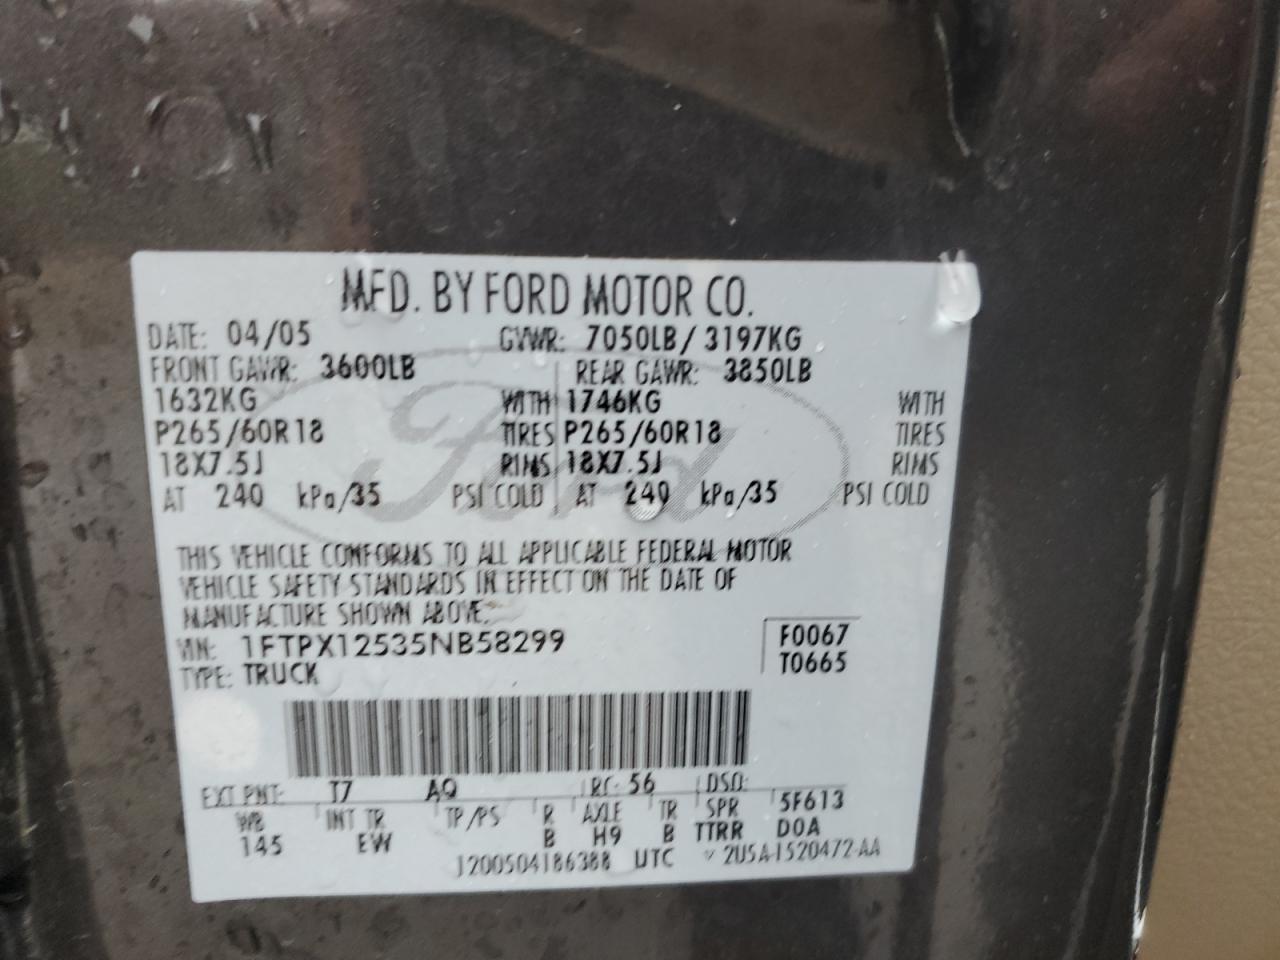 MFD. BY FORD MOTOR CO.
DATE: 04/05 GVWR: 7050LB/ 3197KG
FRONT GAWR: 3600LB REAR GAWR: 3850LB
1632KG WITH 1746KG WITH
P265/60R18 TIRES P265/60R18 TIRES
18X7.5J RIMS 18X7.5J RIMS
AT 240 kPa/35 PSI COLD AT 240 kPa/35 PSI COLD
Ford
THIS VEHICLE CONFORMS TO ALL APPLICABLE FEDERAL MOTOR
VEHICLE SAFETY STANDARDS IN EFFECT ON THE DATE OF
MANUFACTURE SHOWN ABOVE.
VIN: 1FTPX12535NB58299 F0067
TYPE: TRUCK T0665
EXT PNT: T7 AQ RC: 56 DSO:
WB INT TR TP/PS R AXLE TR SPR 5F613
145 EW B H9 B TTRR DOA
1200504186388 UTC 2U5A-1520472-AA